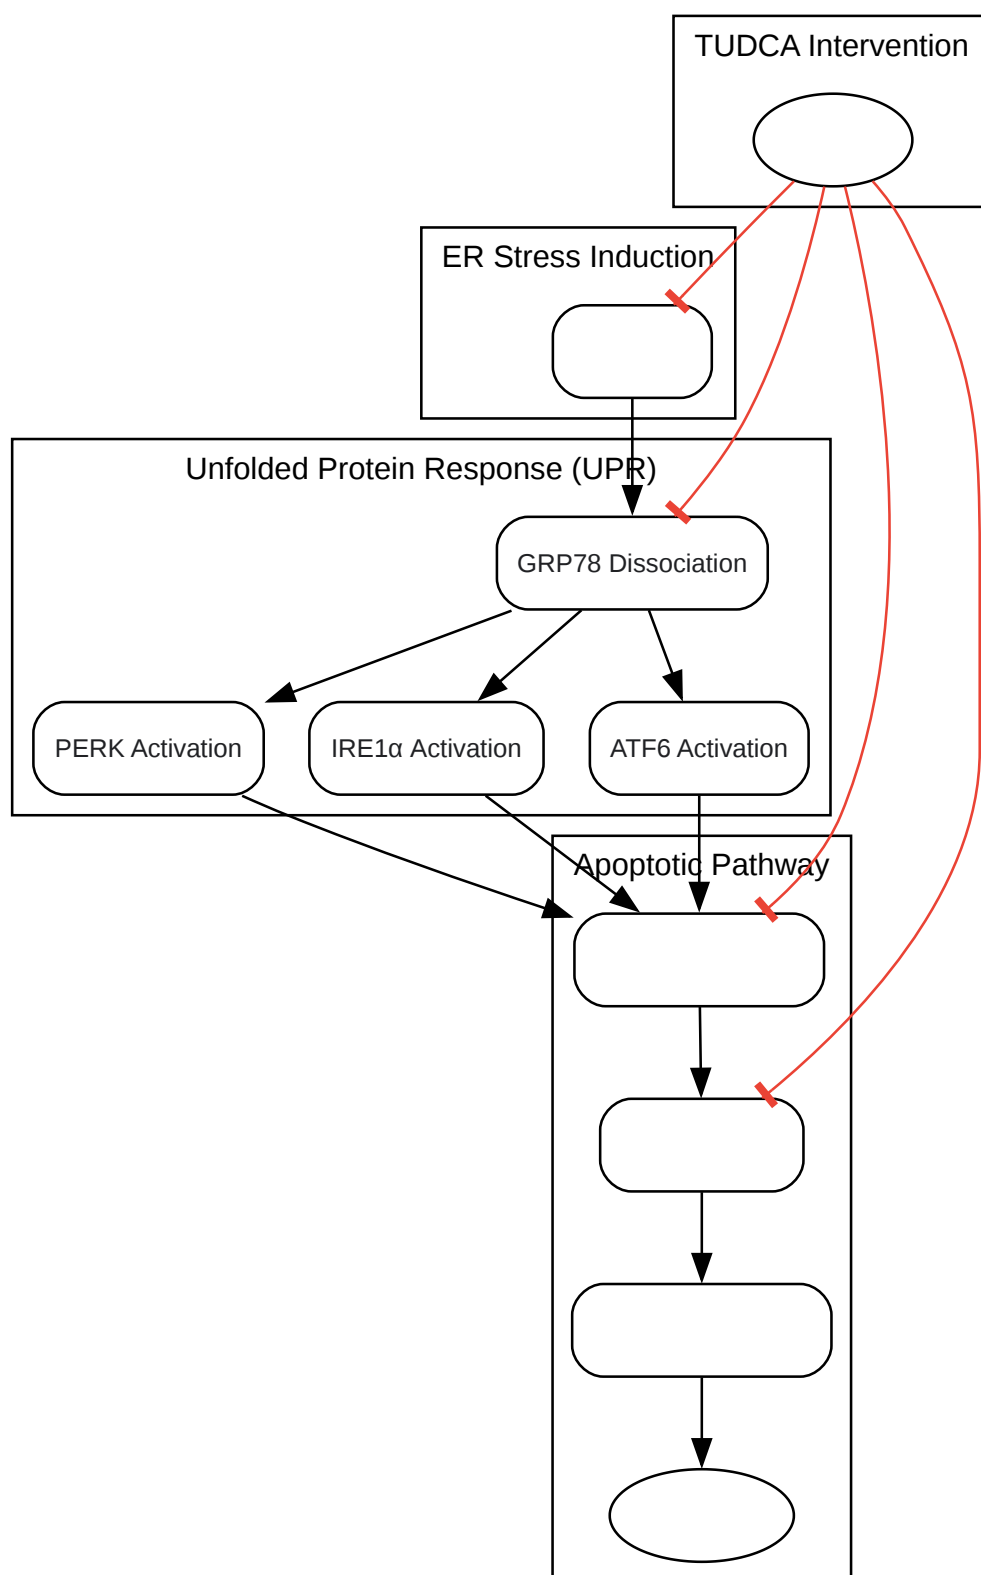 TUDCA Intervention
ER Stress Induction
Unfolded Protein Response (UPR)
GRP78 Dissociation
PERK Activation
IRE1α Activation
ATF6 Activation
Apoptotic Pathway